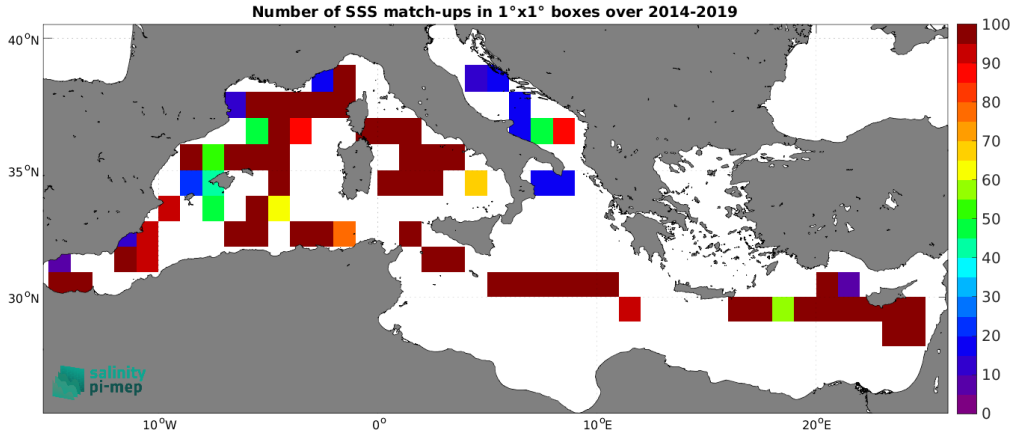 Number of SSS match-ups in 1°x1° boxes over 2014-2019
40°N
35°N
30°N
10°W
0°
10°E
20°E
100
90
80
70
60
50
40
30
20
10
0
salinity
pi-mep